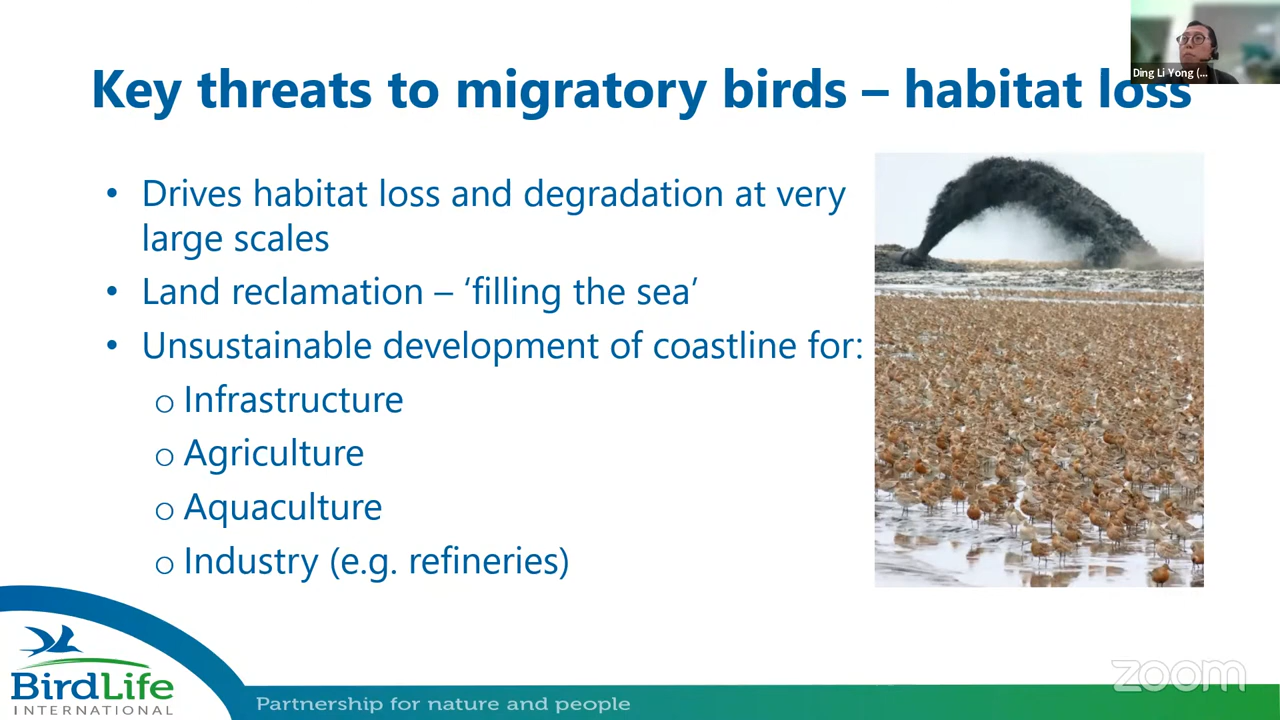 Ding Li Yong (...
Key threats to migratory birds – habitat loss
• Drives habitat loss and degradation at very
large scales
• Land reclamation – ‘filling the sea’
• Unsustainable development of coastline for:
o Infrastructure
o Agriculture
o Aquaculture
o Industry (e.g. refineries)
BirdLife
INTERNATIONAL
Partnership for nature and people
zoom